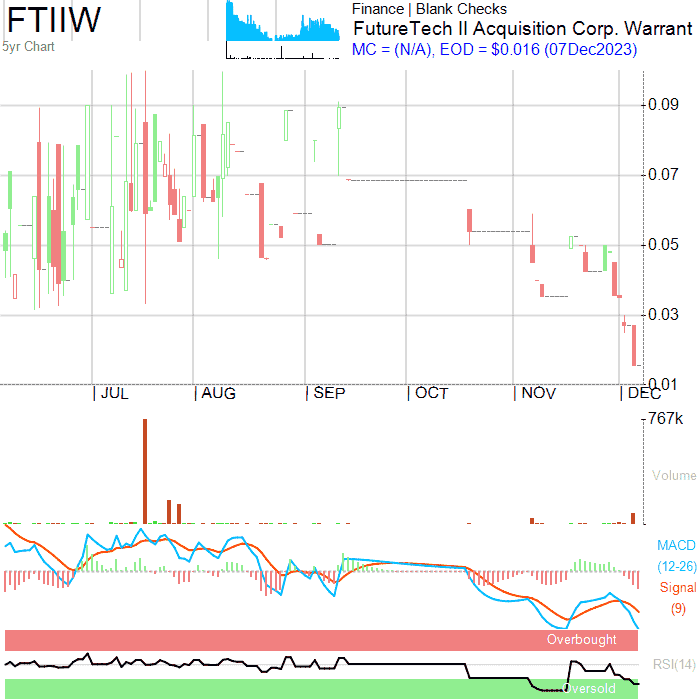 FTIIW
5yr Chart
Finance | Blank Checks
FutureTech II Acquisition Corp. Warrant
MC = (N/A), EOD = $0.016 (07Dec2023)
0.09
0.07
0.05
0.03
0.01
JUL
AUG
SEP
OCT
NOV
DEC
767k
Volume
MACD
(12-26)
Signal
(9)
Overbought
RSI(14)
Oversold